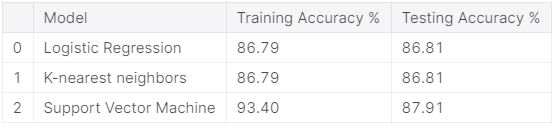 Model Training Accuracy % Testing Accuracy %
0 Logistic Regression 86.79 86.81
1 K-nearest neighbors 86.79 86.81
2 Support Vector Machine 93.40 87.91